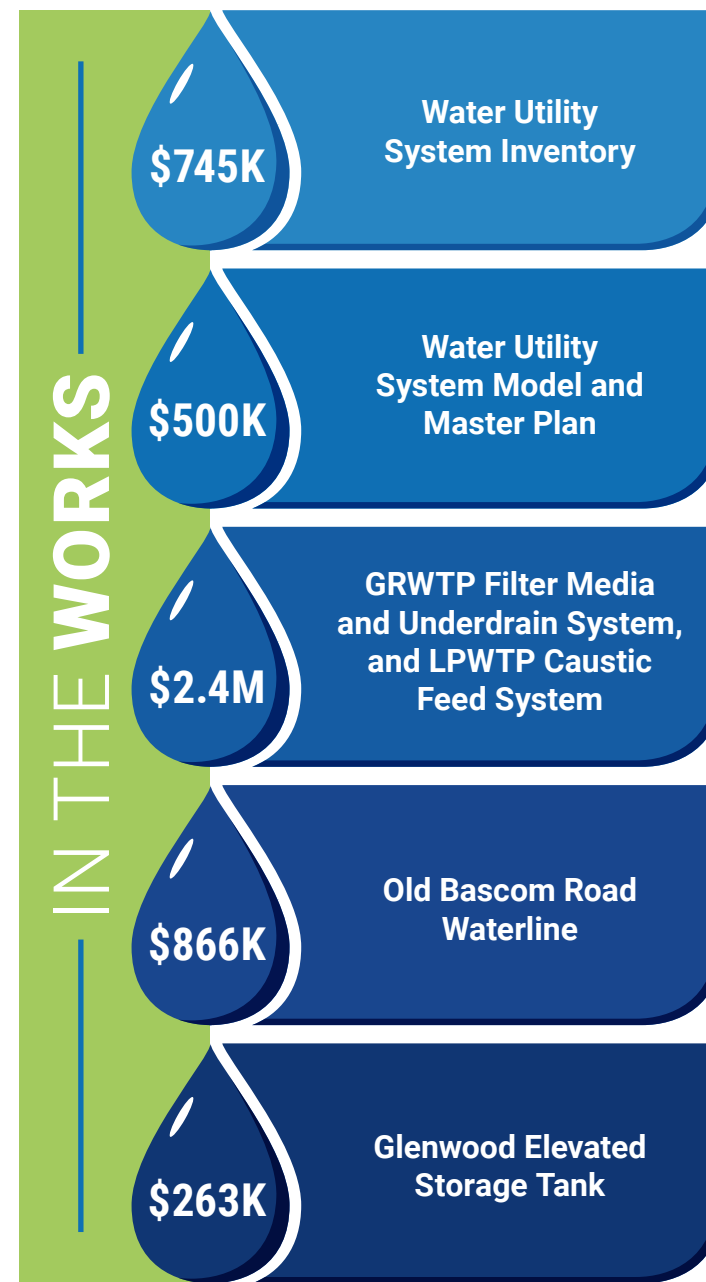 IN THE WORKS
$745K
Water Utility
System Inventory
$500K
Water Utility
System Model and
Master Plan
$2.4M
GRWTP Filter Media
and Underdrain System,
and LPWTP Caustic
Feed System
$866K
Old Bascom Road
Waterline
$263K
Glenwood Elevated
Storage Tank